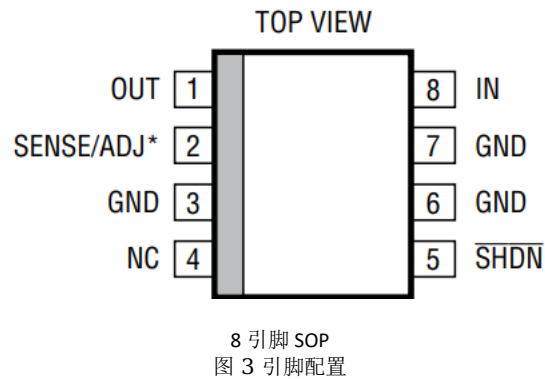 TOP VIEW
OUT 1 8 IN
SENSE/ADJ* 2 7 GND
GND 3 6 GND
NC 4 5 S̅H̅D̅N̅
8 引脚 SOP
图 3 引脚配置